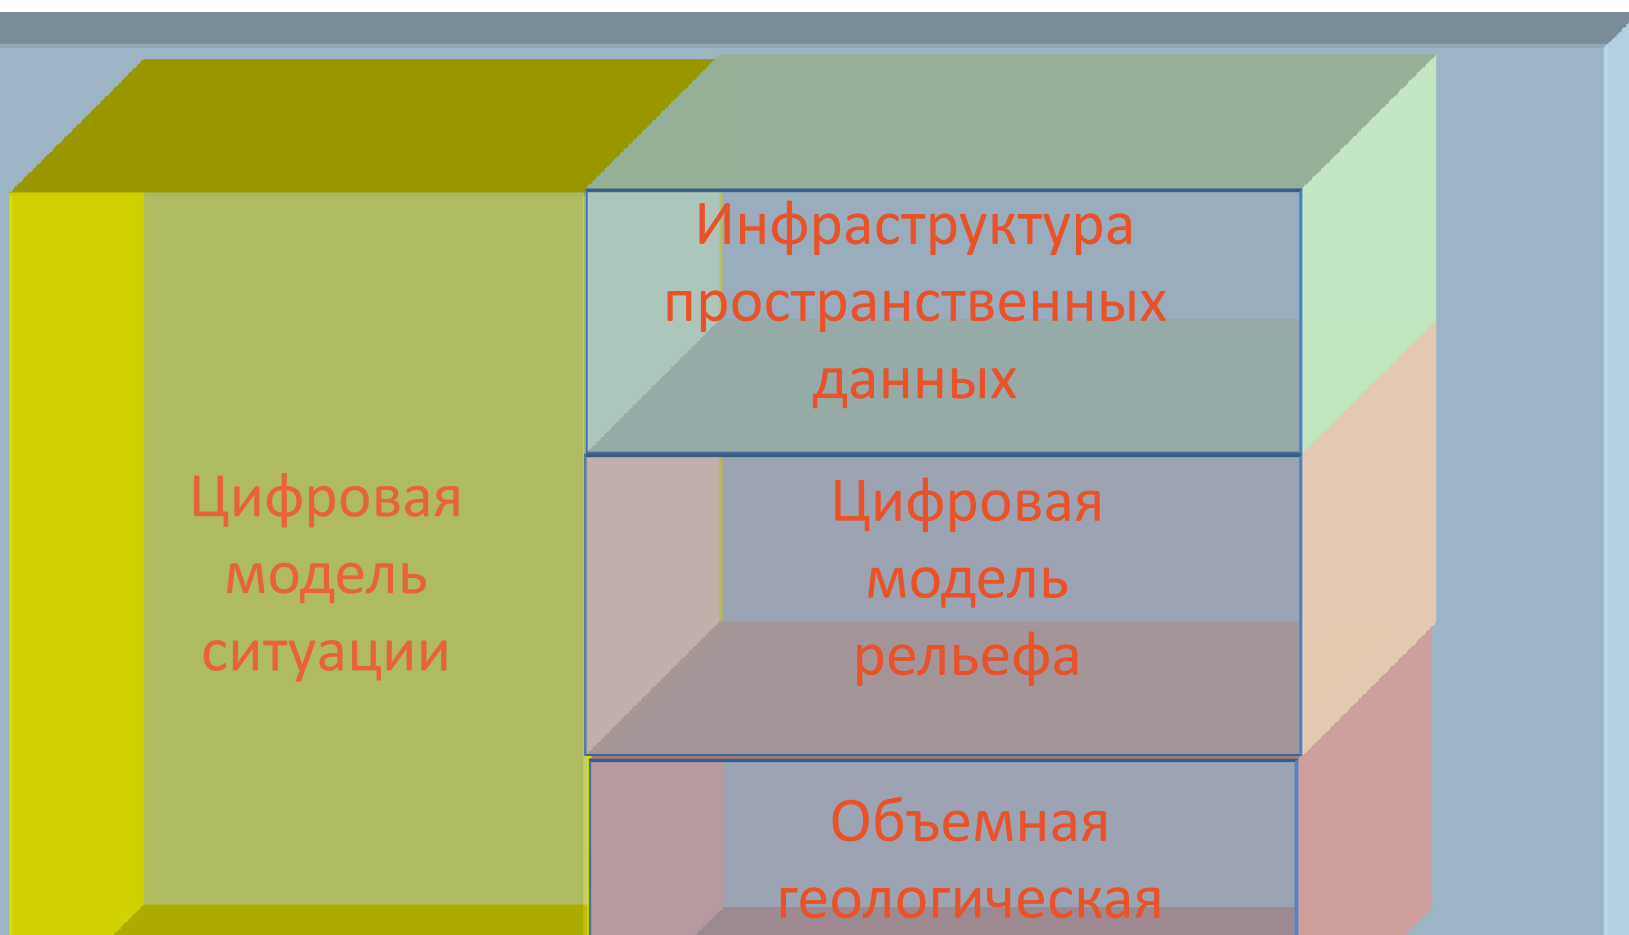 Инфраструктура
пространственных
данных
Цифровая
модель
ситуации
Цифровая
модель
рельефа
Объемная
геологическая